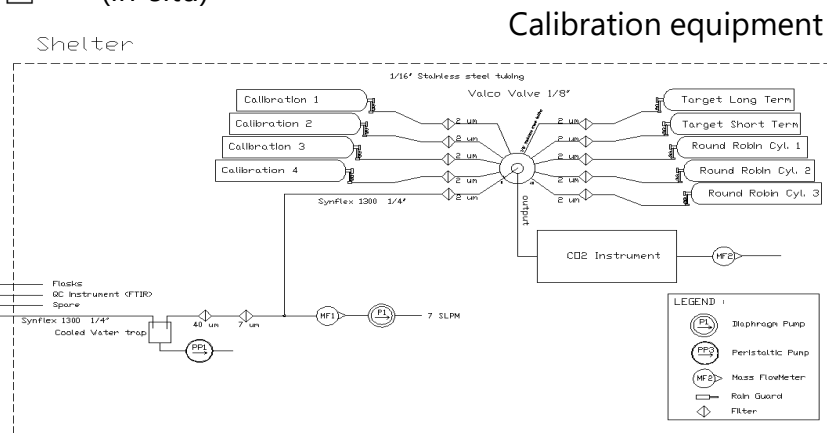 (in-situ)
Calibration equipment
Shelter
1/16" Stainless steel tubing
Valco Valve 1/8"
Calibration 1
Calibration 2
Calibration 3
Calibration 4
2 um
2 um
2 um
2 um
2 um
2 um
2 um
2 um
2 um
2 um
Target Long Term
Target Short Term
Round Robin Cyl. 1
Round Robin Cyl. 2
Round Robin Cyl. 3
Synflex 1300 1/4"
output
CO2 Instrument
MF2
Flasks
QC Instrument (FTIR)
Spare
Synflex 1300 1/4"
Cooled Water trap
40 um
7 um
PP1
MF1
P1
7 SLPM
LEGEND :
P1 Diaphragm Pump
PP3 Peristaltic Pump
MF2 Mass FlowMeter
Rain Guard
Filter